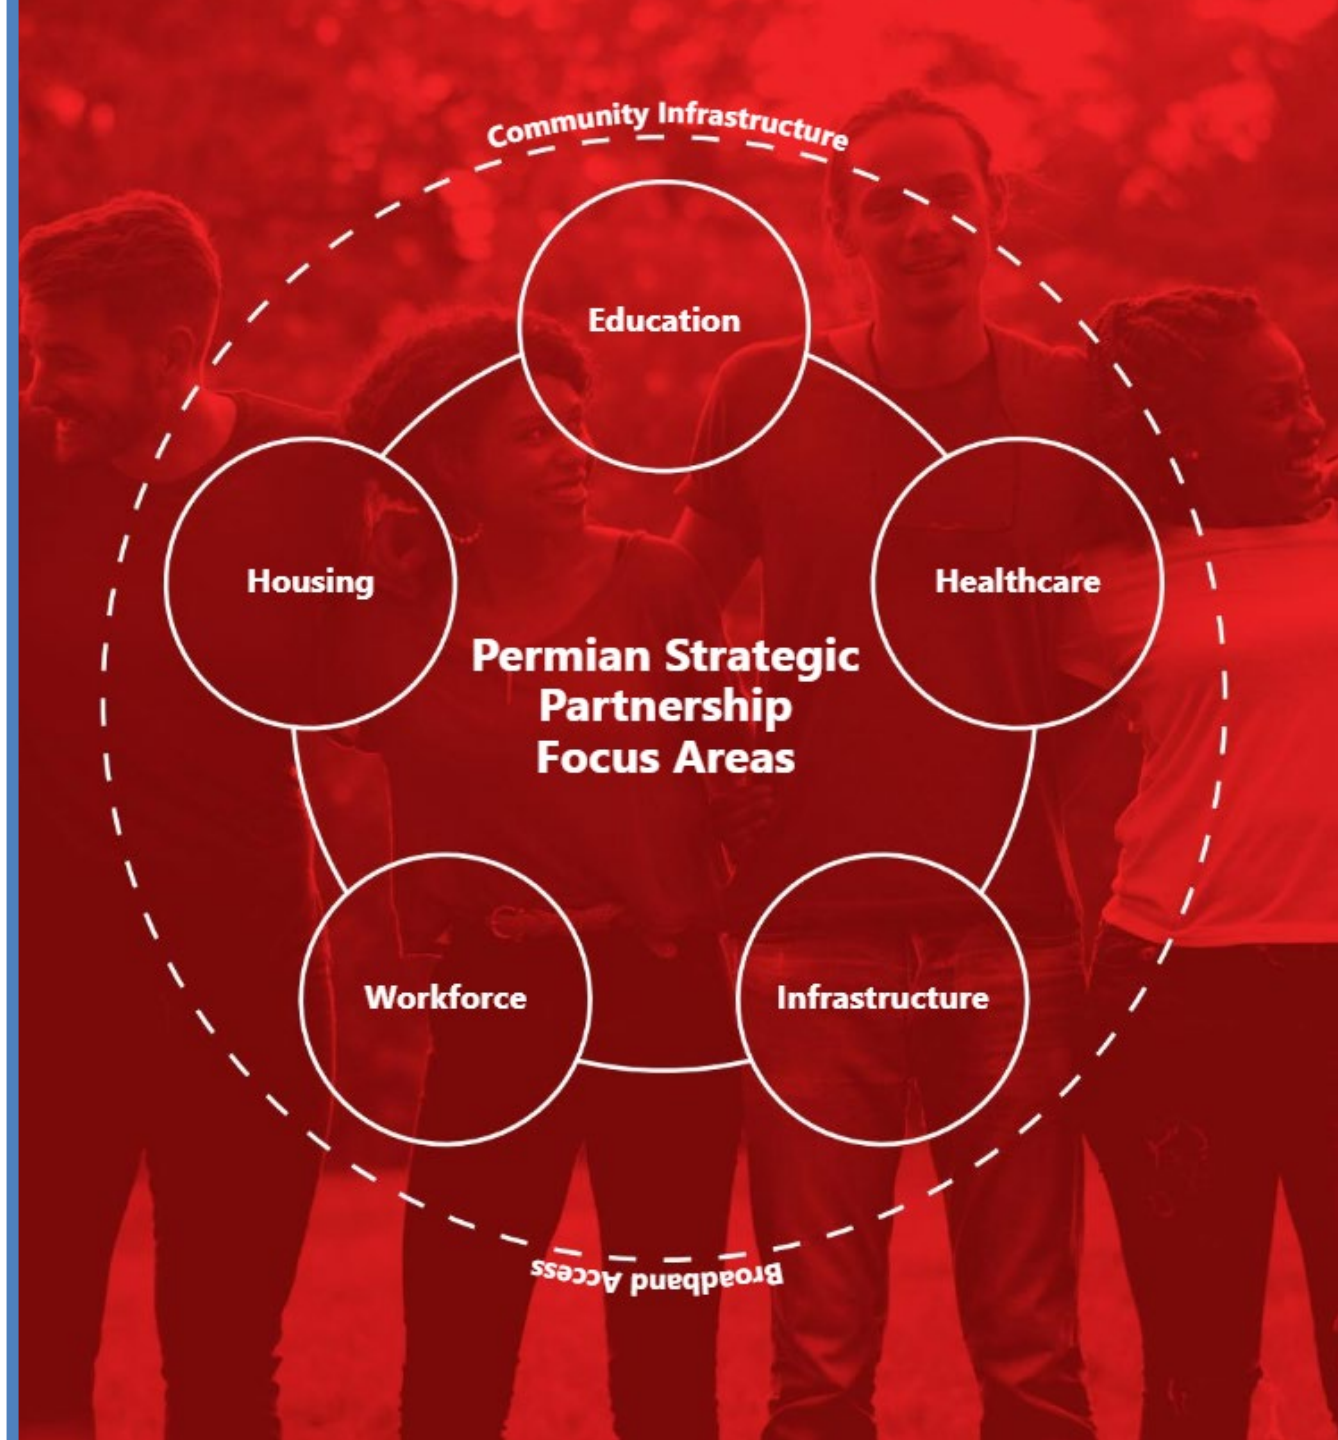 Community Infrastructure
Education
Housing
Healthcare
Permian Strategic
Partnership
Focus Areas
Workforce
Infrastructure
Broadband Access